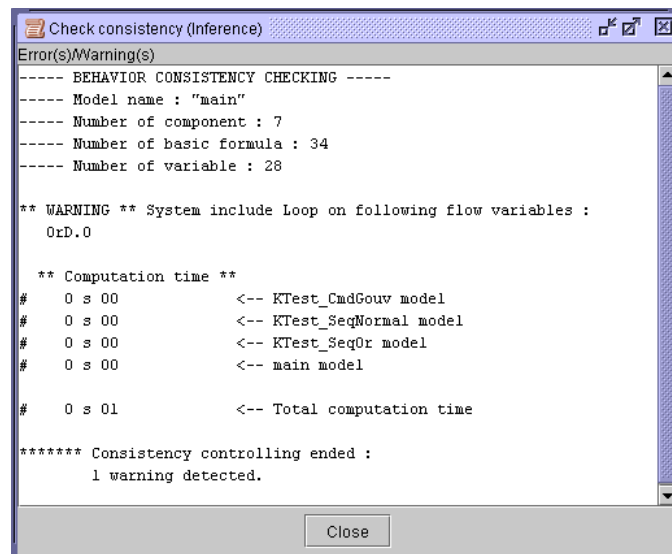 Check consistency (Inference)
Error(s)/Warning(s)
----- BEHAVIOR CONSISTENCY CHECKING -----
----- Model name : "main"
----- Number of component : 7
----- Number of basic formula : 34
----- Number of variable : 28
** WARNING ** System include Loop on following flow variables :
OrD.0
** Computation time **
# 0 s 00 <-- KTest_CmdGouv model
# 0 s 00 <-- KTest_SeqNormal model
# 0 s 00 <-- KTest_SeqOr model
# 0 s 00 <-- main model
# 0 s 01 <-- Total computation time
******* Consistency controlling ended :
1 warning detected.
Close